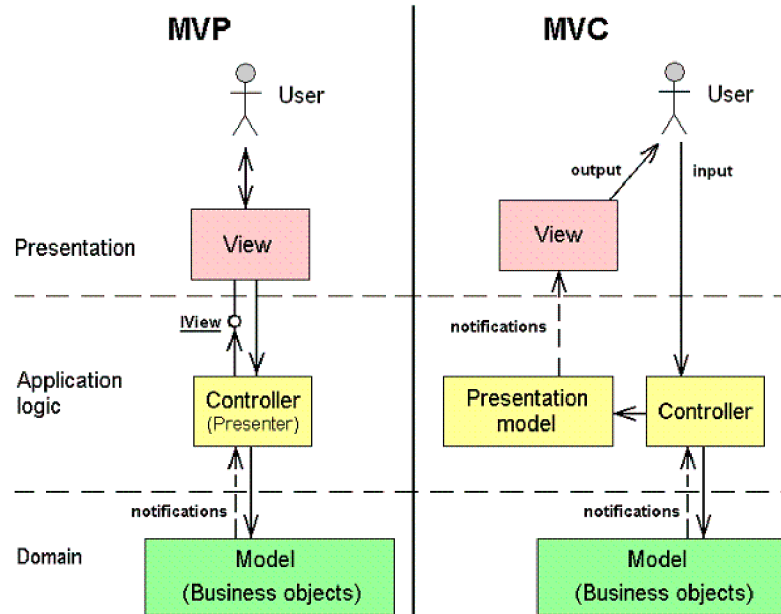 MVP
MVC
User
User
output
input
Presentation
View
View
IView
notifications
Application
logic
Controller
(Presenter)
Presentation
model
Controller
notifications
notifications
Domain
Model
(Business objects)
Model
(Business objects)